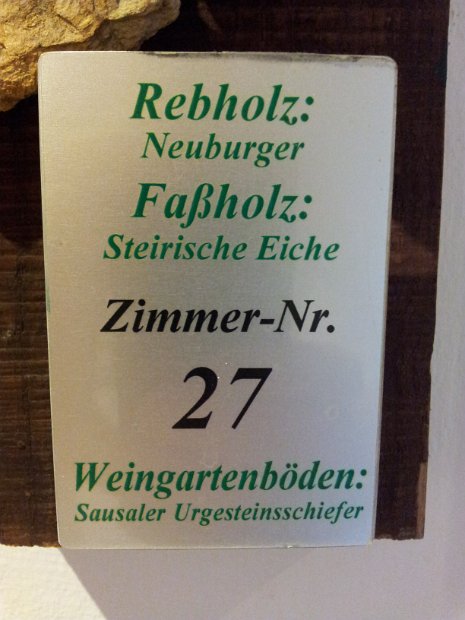 Rebholz:
Neuburger
Faßholz:
Steirische Eiche
Zimmer-Nr.
27
Weingartenböden:
Sausaler Urgesteinsschiefer